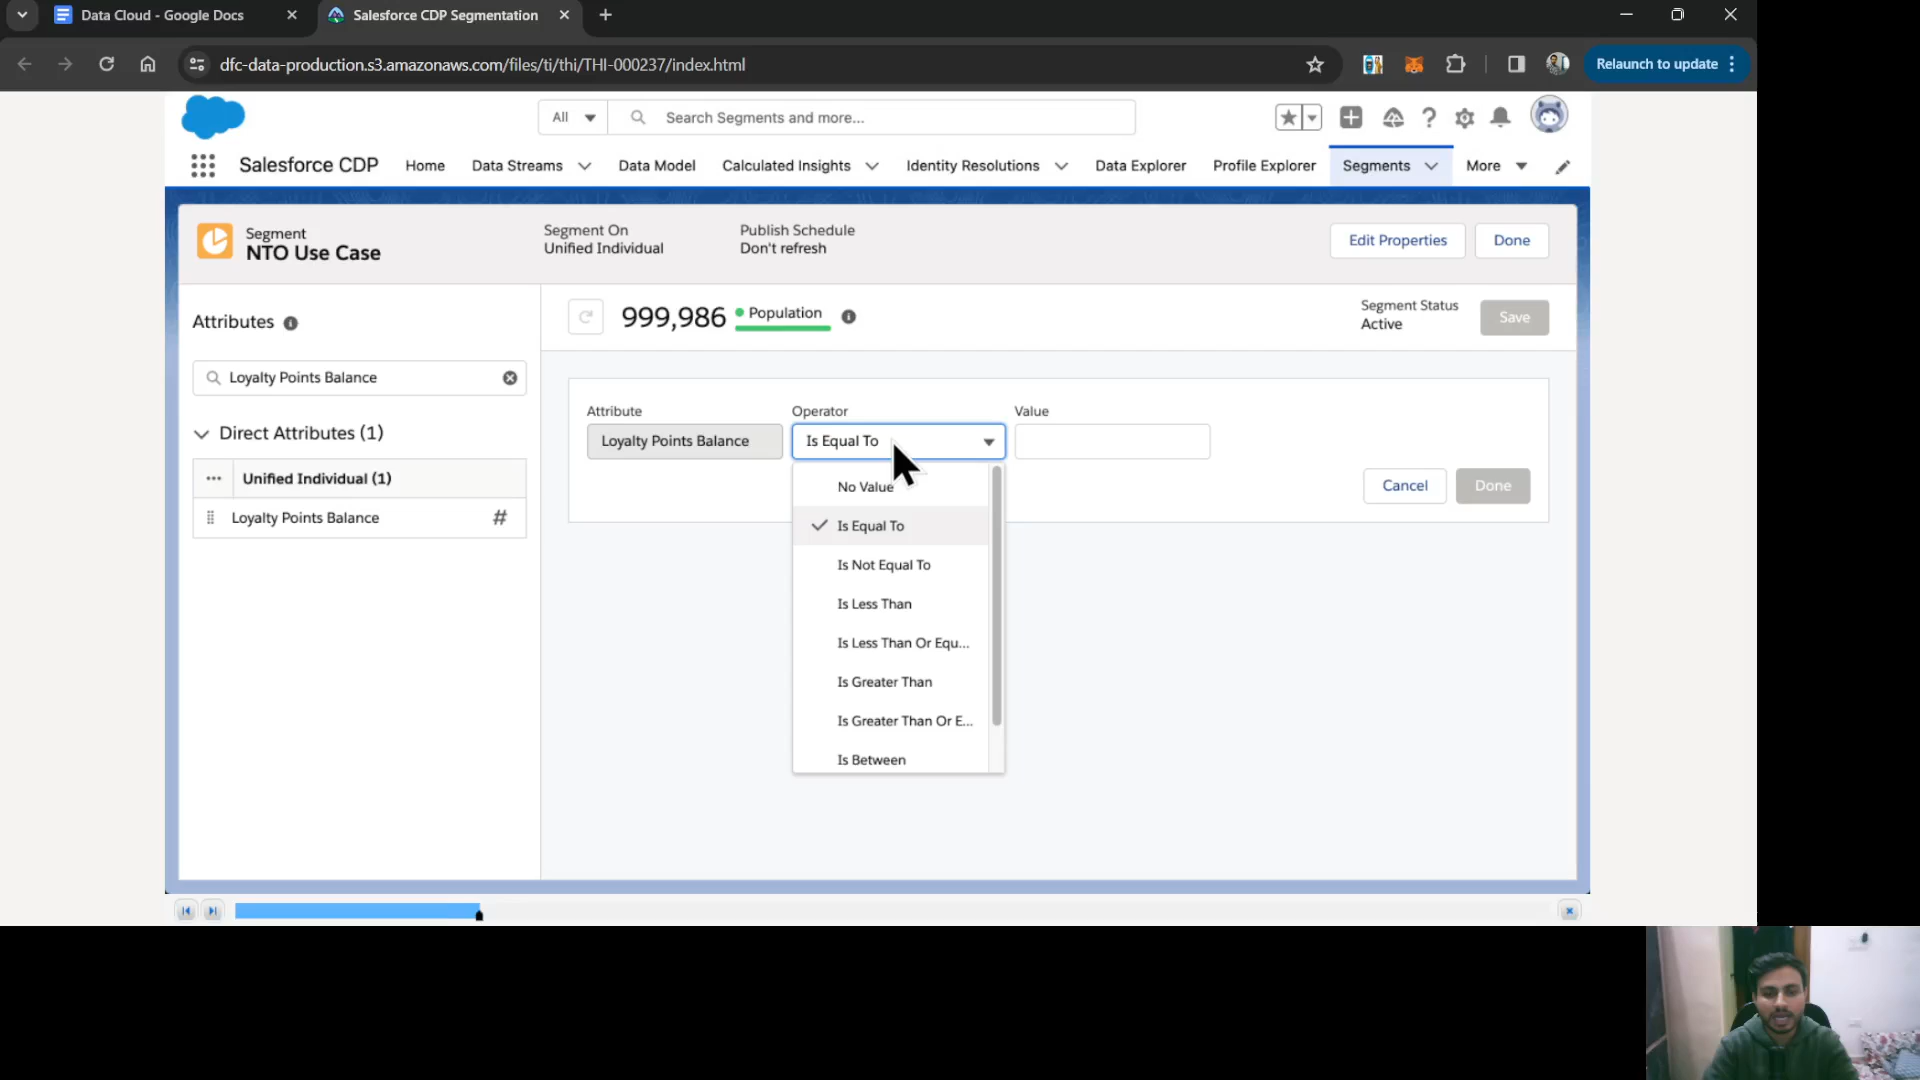 Data Cloud - Google Docs
Salesforce CDP Segmentation
dfc-data-production.s3.amazonaws.com/files/ti/thi/THI-000237/index.html
Relaunch to update
All
Search Segments and more...
Salesforce CDP
Home
Data Streams
Data Model
Calculated Insights
Identity Resolutions
Data Explorer
Profile Explorer
Segments
More
Segment
NTO Use Case
Segment On
Unified Individual
Publish Schedule
Don't refresh
Edit Properties
Done
Attributes
999,986
Population
Segment Status
Active
Save
Loyalty Points Balance
Direct Attributes (1)
Unified Individual (1)
Loyalty Points Balance
#
Attribute
Operator
Value
Loyalty Points Balance
Is Equal To
No Value
Is Equal To
Is Not Equal To
Is Less Than
Is Less Than Or Equ...
Is Greater Than
Is Greater Than Or E...
Is Between
Cancel
Done